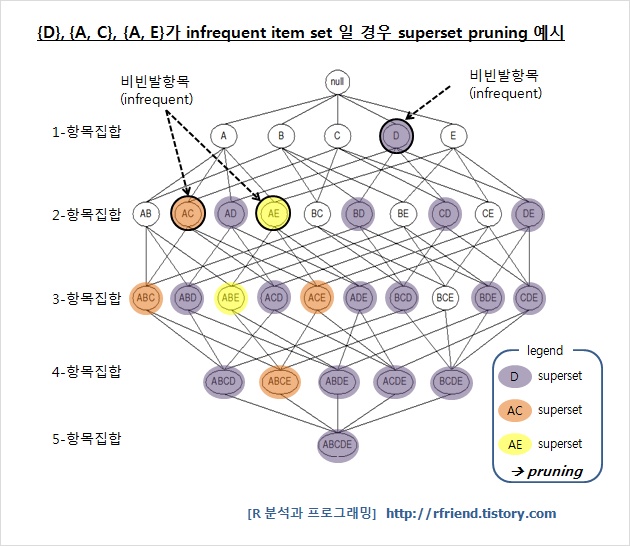 {D}, {A, C}, {A, E}가 infrequent item set 일 경우 superset pruning 예시
비빈발항목
(infrequent)
비빈발항목
(infrequent)
null
1-항목집합
A B C D E
2-항목집합
AB AC AD AE BC BD BE CD CE DE
3-항목집합
ABC ABD ABE ACD ACE ADE BCD BCE BDE CDE
4-항목집합
ABCD ABCE ABDE ACDE BCDE
5-항목집합
ABCDE
legend
D superset
AC superset
AE superset
→ pruning
[R 분석과 프로그래밍] http://rfriend.tistory.com